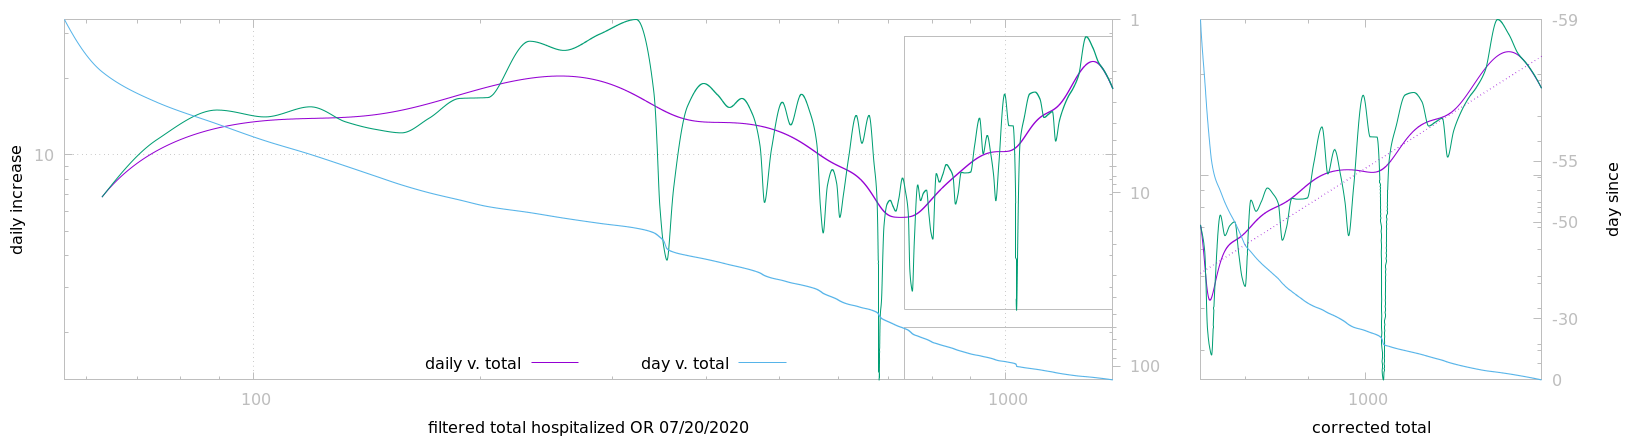 1
-59
10
daily increase
-55
10
-50
day since
-30
daily v. total
day v. total
100
0
100
1000
1000
filtered total hospitalized OR 07/20/2020
corrected total